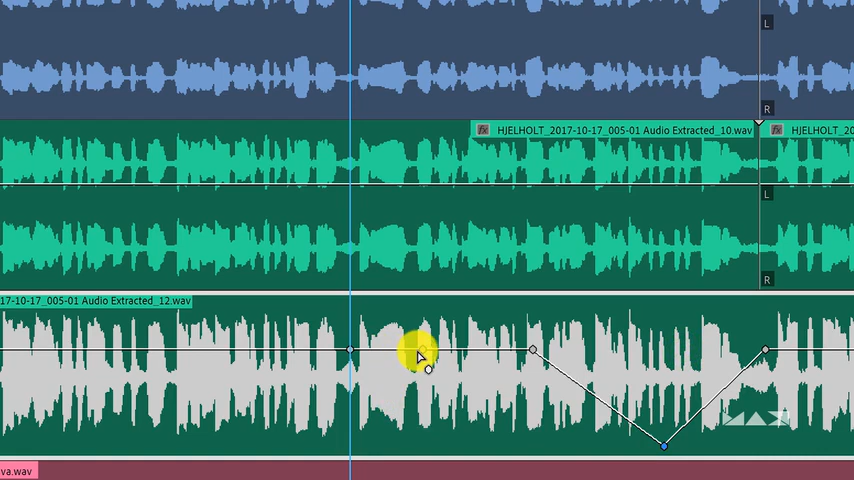 L
R
fx HJELHOLT_2017-10-17_005-01 Audio Extracted_10.wav
fx HJELHOLT_20
L
R
17-10-17_005-01 Audio Extracted_12.wav
va.wav